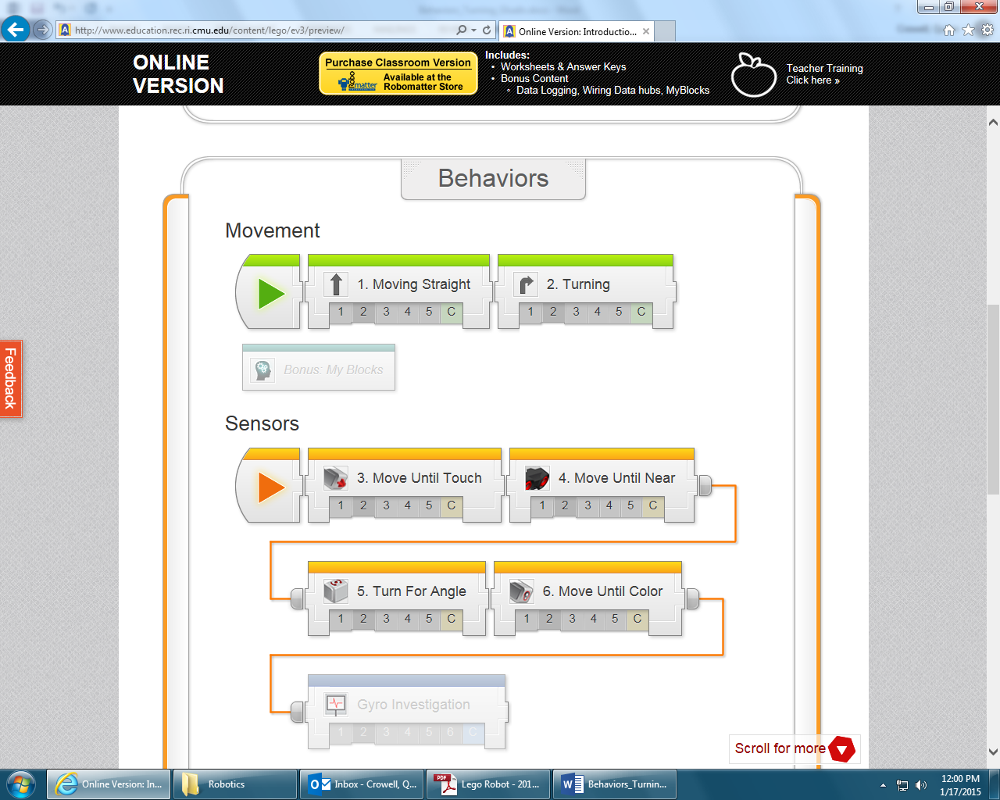 http://www.education.rec.ri.cmu.edu/content/lego/ev3/preview/
Online Version: Introductio...
ONLINE
VERSION
Purchase Classroom Version
Available at the
Robomatter Store
Includes:
• Worksheets & Answer Keys
• Bonus Content
◦ Data Logging, Wiring Data hubs, MyBlocks
Teacher Training
Click here »
Behaviors
Movement
1. Moving Straight
1 2 3 4 5 C
2. Turning
1 2 3 4 5 C
Bonus: My Blocks
Feedback
Sensors
3. Move Until Touch
1 2 3 4 5 C
4. Move Until Near
1 2 3 4 5 C
5. Turn For Angle
1 2 3 4 5 C
6. Move Until Color
1 2 3 4 5 C
Gyro Investigation
1 2 3 4 5 6 C
Scroll for more
Online Version: In...
Robotics
Inbox - Crowell, Q...
PDF
Lego Robot - 201...
Behaviors_Turnin...
12:00 PM
1/17/2015